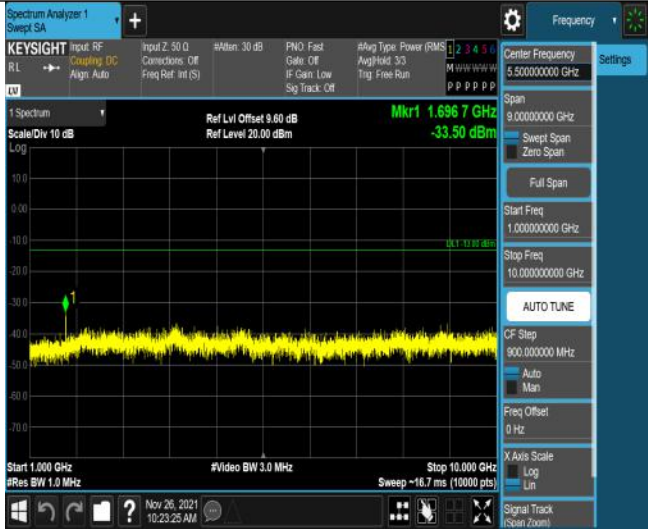 Spectrum Analyzer 1
Swept SA
+
Frequency
KEYSIGHT
RL
LV
Input: RF
Coupling: DC
Align: Auto
Input Z: 50 Ω
Corrections: Off
Freq Ref: Int (S)
#Atten: 30 dB
PNO: Fast
Gate: Off
IF Gain: Low
Sig Track: Off
#Avg Type: Power (RMS
Avg|Hold: 3/3
Trig: Free Run
1 2 3 4 5 6
M W W W W W
P P P P P P
1 Spectrum
Scale/Div 10 dB
Log
Ref Lvl Offset 9.60 dB
Ref Level 20.00 dBm
Mkr1 1.696 7 GHz
-33.50 dBm
10.0
0.00
-10.0
DL1 -13.00 dBm
-20.0
-30.0
1
-40.0
-50.0
-60.0
-70.0
Start 1.000 GHz
#Res BW 1.0 MHz
#Video BW 3.0 MHz
Stop 10.000 GHz
Sweep ~16.7 ms (10000 pts)
?
Nov 26, 2021
10:23:25 AM
Center Frequency
5.500000000 GHz
Settings
Span
9.00000000 GHz
Swept Span
Zero Span
Full Span
Start Freq
1.000000000 GHz
Stop Freq
10.000000000 GHz
AUTO TUNE
CF Step
900.000000 MHz
Auto
Man
Freq Offset
0 Hz
X Axis Scale
Log
Lin
Signal Track
(Span Zoom)